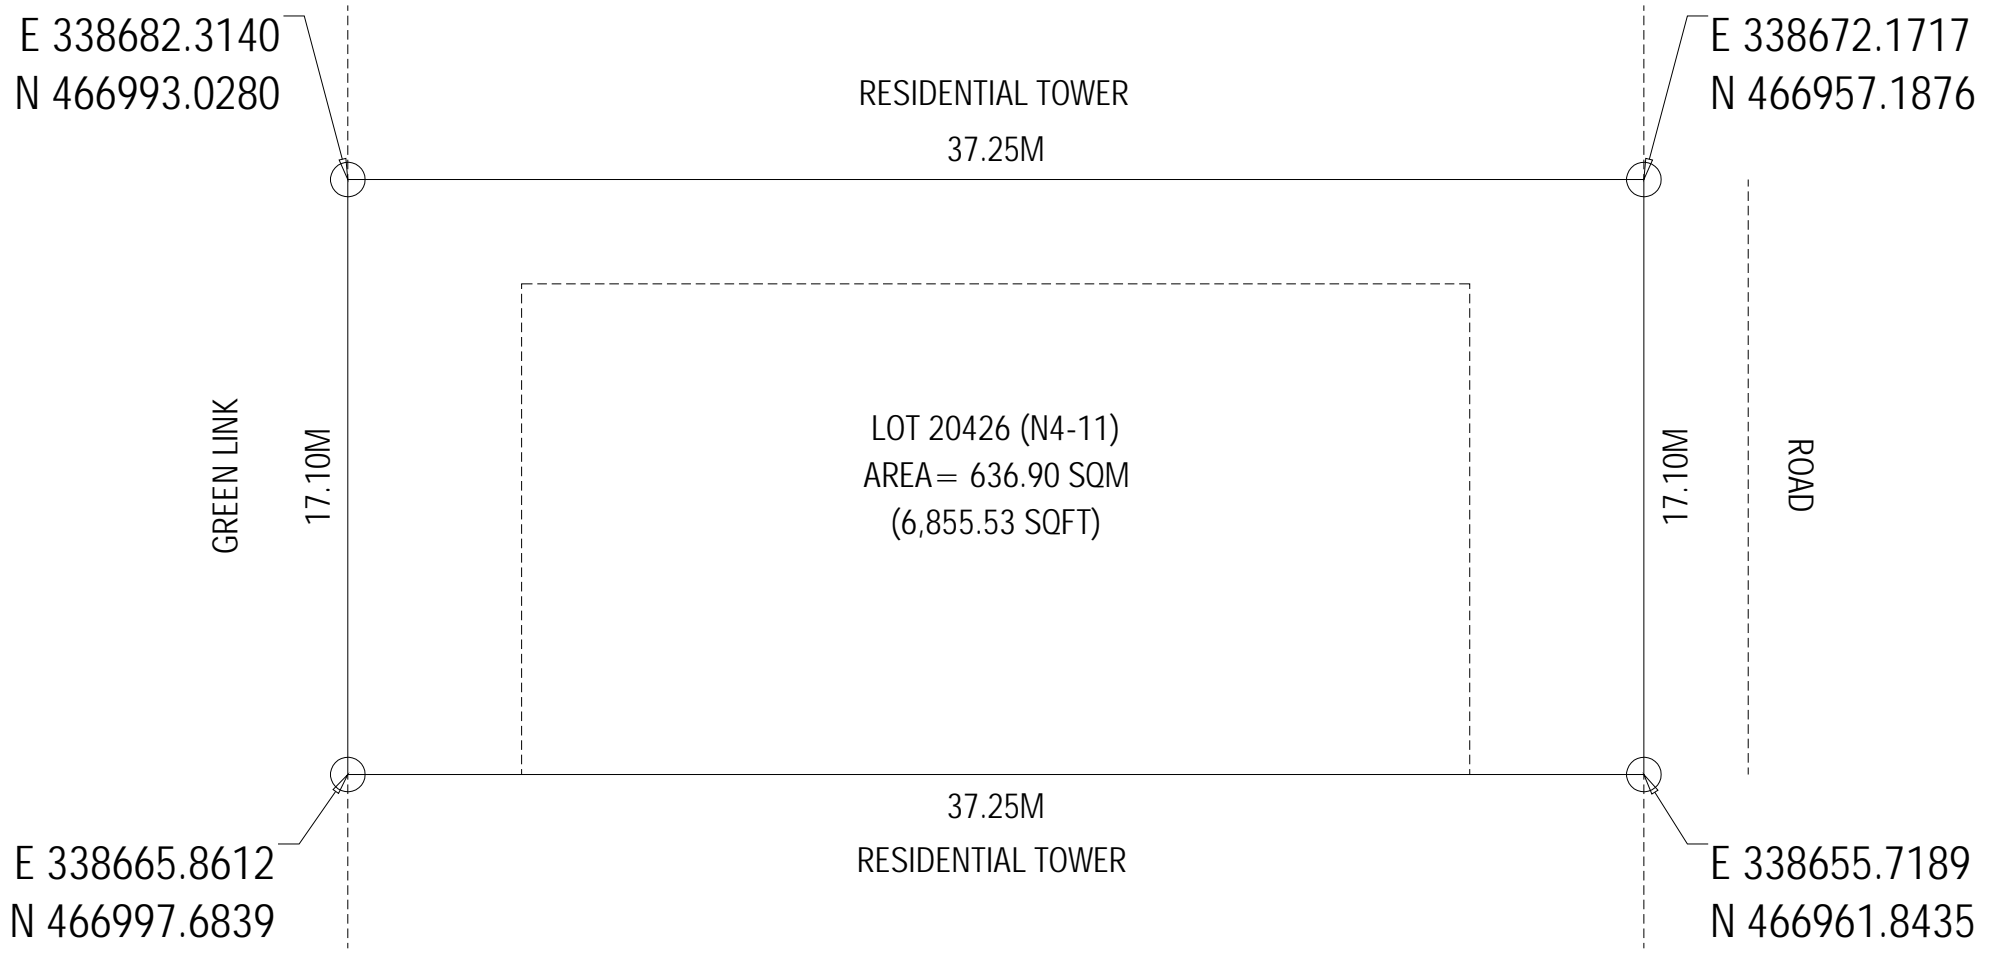 E 338682.3140
N 466993.0280
E 338672.1717
N 466957.1876
RESIDENTIAL TOWER
37.25M
GREEN LINK
17.10M
LOT 20426 (N4-11)
AREA= 636.90 SQM
(6,855.53 SQFT)
17.10M
ROAD
37.25M
RESIDENTIAL TOWER
E 338665.8612
N 466997.6839
E 338655.7189
N 466961.8435